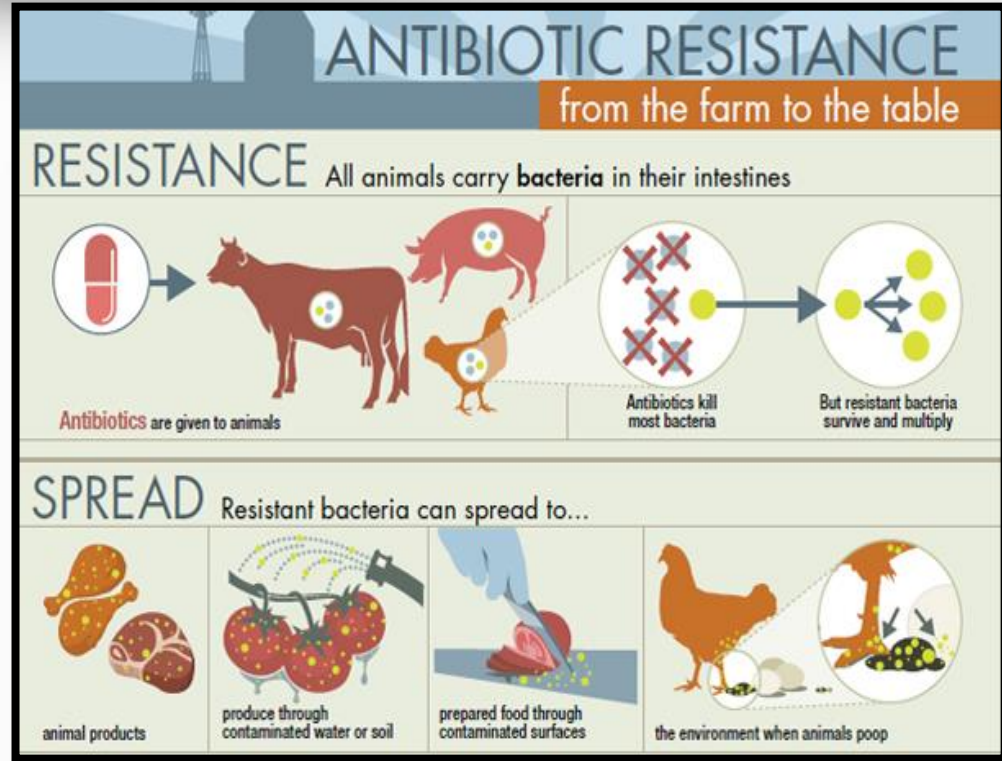 ANTIBIOTIC RESISTANCE
from the farm to the table
RESISTANCE All animals carry bacteria in their intestines
Antibiotics are given to animals
Antibiotics kill
most bacteria
But resistant bacteria
survive and multiply
SPREAD Resistant bacteria can spread to...
animal products
produce through
contaminated water or soil
prepared food through
contaminated surfaces
the environment when animals poop